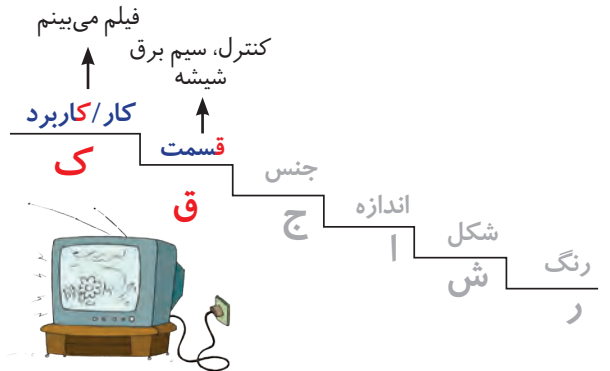 فیلم می‌بینم
کنترل، سیم برق
شیشه
کار/کاربرد
ک
قسمت
ق
جنس
ج
اندازه
ا
شکل
ش
رنگ
ر